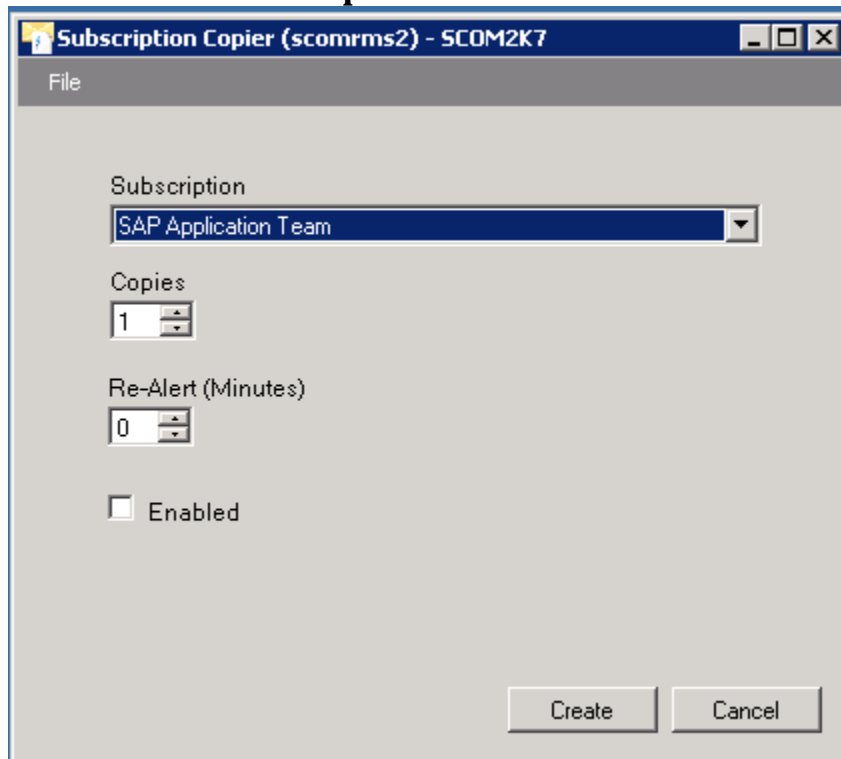 Subscription Copier (scomrms2) - SCOM2K7
File
Subscription
SAP Application Team
Copies
1
Re-Alert (Minutes)
0
Enabled
Create Cancel